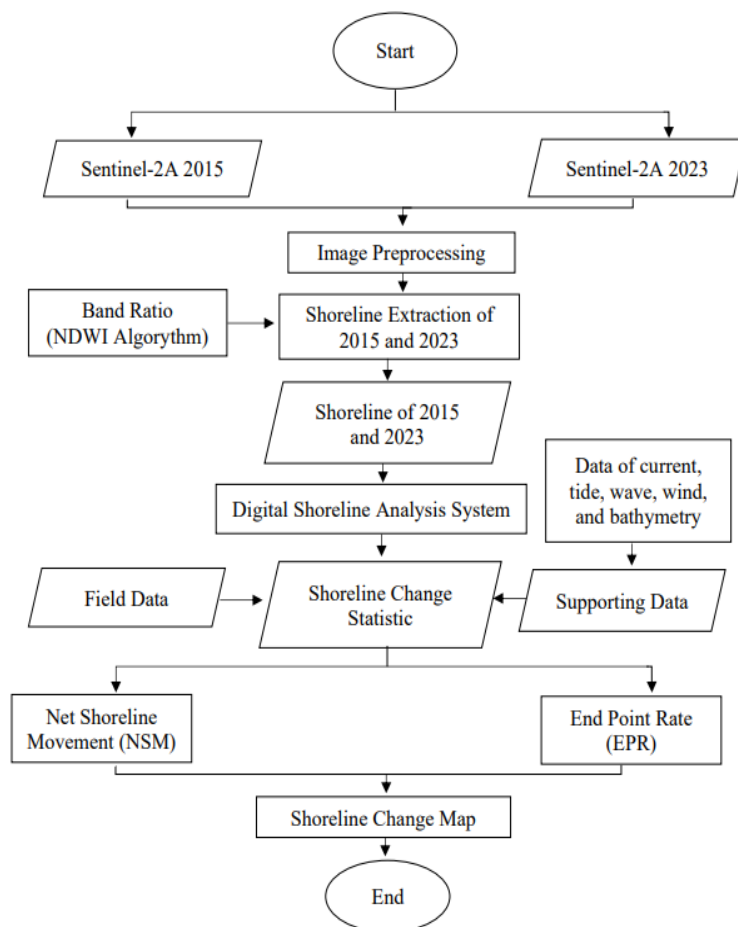 Start
Sentinel-2A 2015
Sentinel-2A 2023
Image Preprocessing
Band Ratio
(NDWI Algorythm)
Shoreline Extraction of
2015 and 2023
Shoreline of 2015
and 2023
Data of current,
tide, wave, wind,
and bathymetry
Digital Shoreline Analysis System
Field Data
Shoreline Change
Statistic
Supporting Data
Net Shoreline
Movement (NSM)
End Point Rate
(EPR)
Shoreline Change Map
End